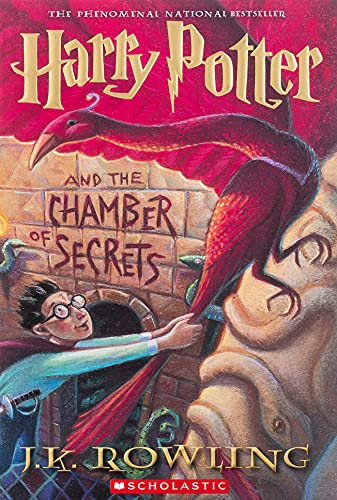 THE PHENOMENAL NATIONAL BESTSELLER
Harry Potter
AND THE
CHAMBER
OF SECRETS
J.K. ROWLING
SCHOLASTIC